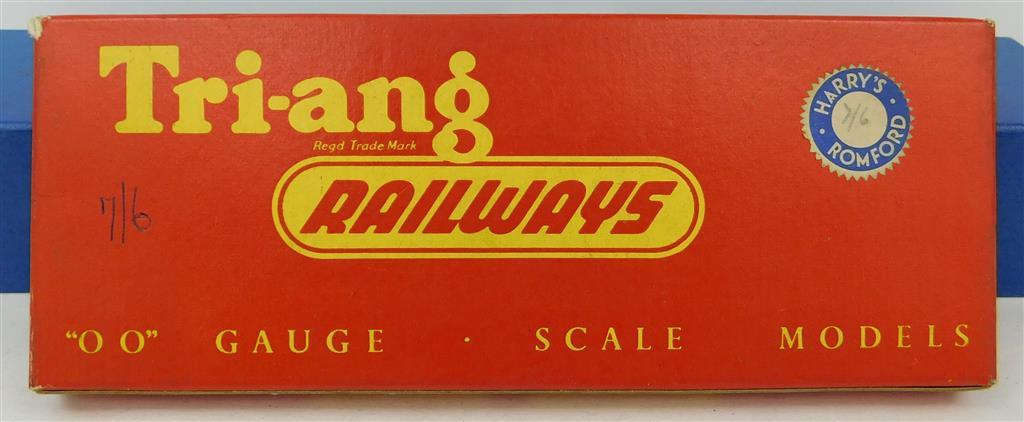 Tri-ang
Regd Trade Mark
RAILWAYS
HARRY'S
7/6
ROMFORD
7/6
"OO" GAUGE · SCALE MODELS